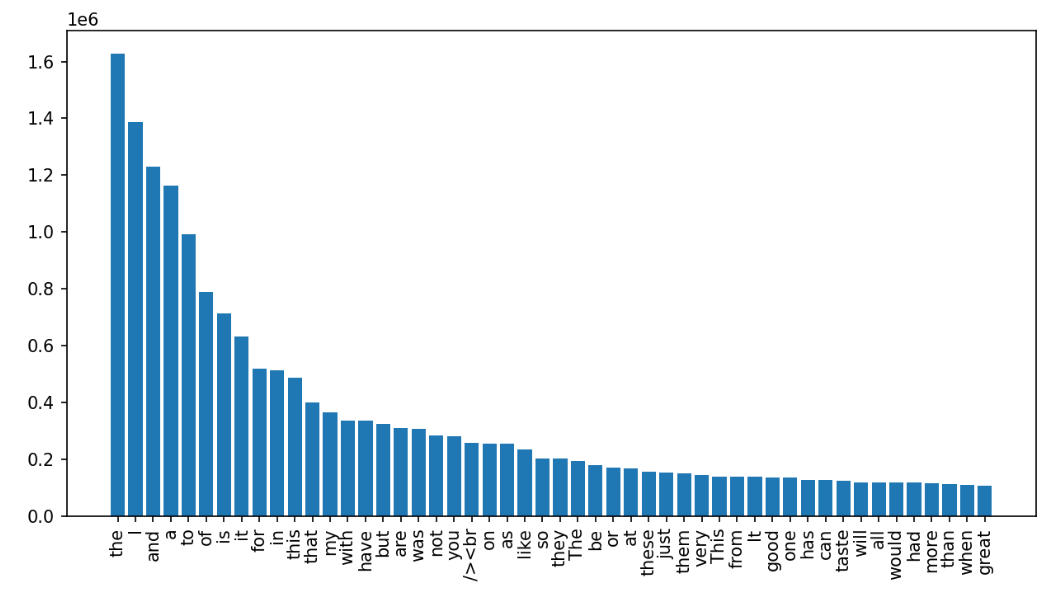 1e6
1.6
1.4
1.2
1.0
0.8
0.6
0.4
0.2
0.0
the
I
and
a
to
of
is
it
for
in
this
that
my
with
have
but
are
was
not
you
/><br
on
as
like
so
they
The
be
or
at
these
just
them
very
This
from
It
good
one
has
can
taste
will
all
would
had
more
than
when
great